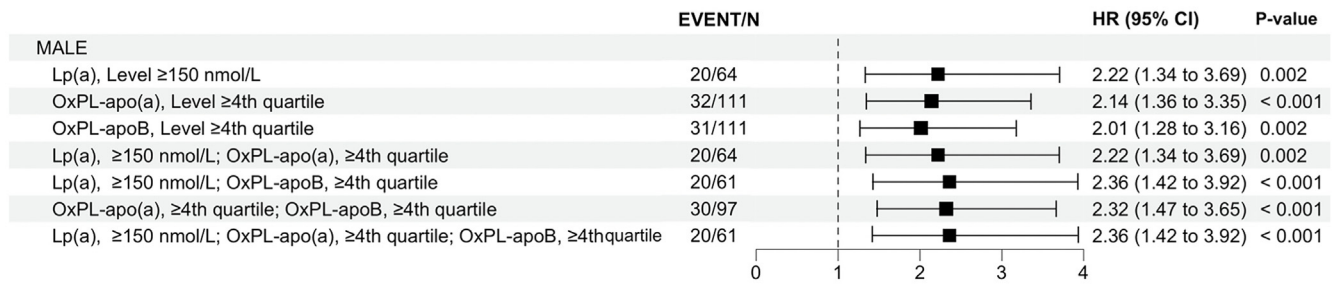 EVENT/N HR (95% CI) P-value
MALE
Lp(a), Level ≥150 nmol/L 20/64 2.22 (1.34 to 3.69) 0.002
OxPL-apo(a), Level ≥4th quartile 32/111 2.14 (1.36 to 3.35) < 0.001
OxPL-apoB, Level ≥4th quartile 31/111 2.01 (1.28 to 3.16) 0.002
Lp(a), ≥150 nmol/L; OxPL-apo(a), ≥4th quartile 20/64 2.22 (1.34 to 3.69) 0.002
Lp(a), ≥150 nmol/L; OxPL-apoB, ≥4th quartile 20/61 2.36 (1.42 to 3.92) < 0.001
OxPL-apo(a), ≥4th quartile; OxPL-apoB, ≥4th quartile 30/97 2.32 (1.47 to 3.65) < 0.001
Lp(a), ≥150 nmol/L; OxPL-apo(a), ≥4th quartile; OxPL-apoB, ≥4thquartile 20/61 2.36 (1.42 to 3.92) < 0.001
0 1 2 3 4